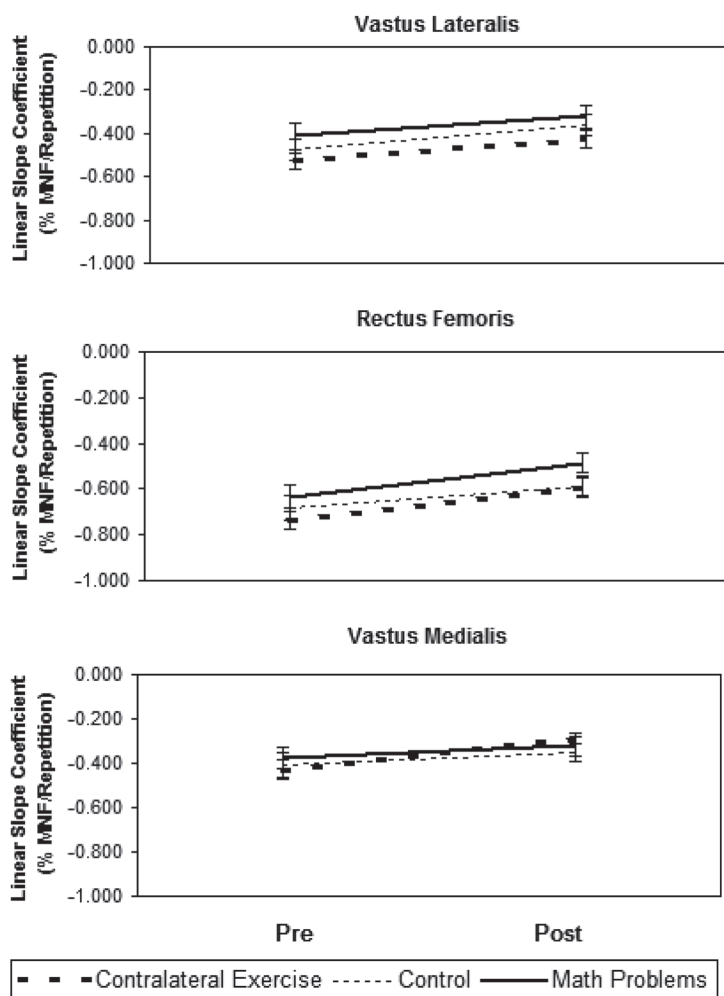 Vastus Lateralis
Linear Slope Coefficient
(% MNF/Repetition)
0.000
-0.200
-0.400
-0.600
-0.800
-1.000
Rectus Femoris
Linear Slope Coefficient
(% MNF/Repetition)
0.000
-0.200
-0.400
-0.600
-0.800
-1.000
Vastus Medialis
Linear Slope Coefficient
(% MNF/Repetition)
0.000
-0.200
-0.400
-0.600
-0.800
-1.000
Pre Post
Contralateral Exercise Control Math Problems